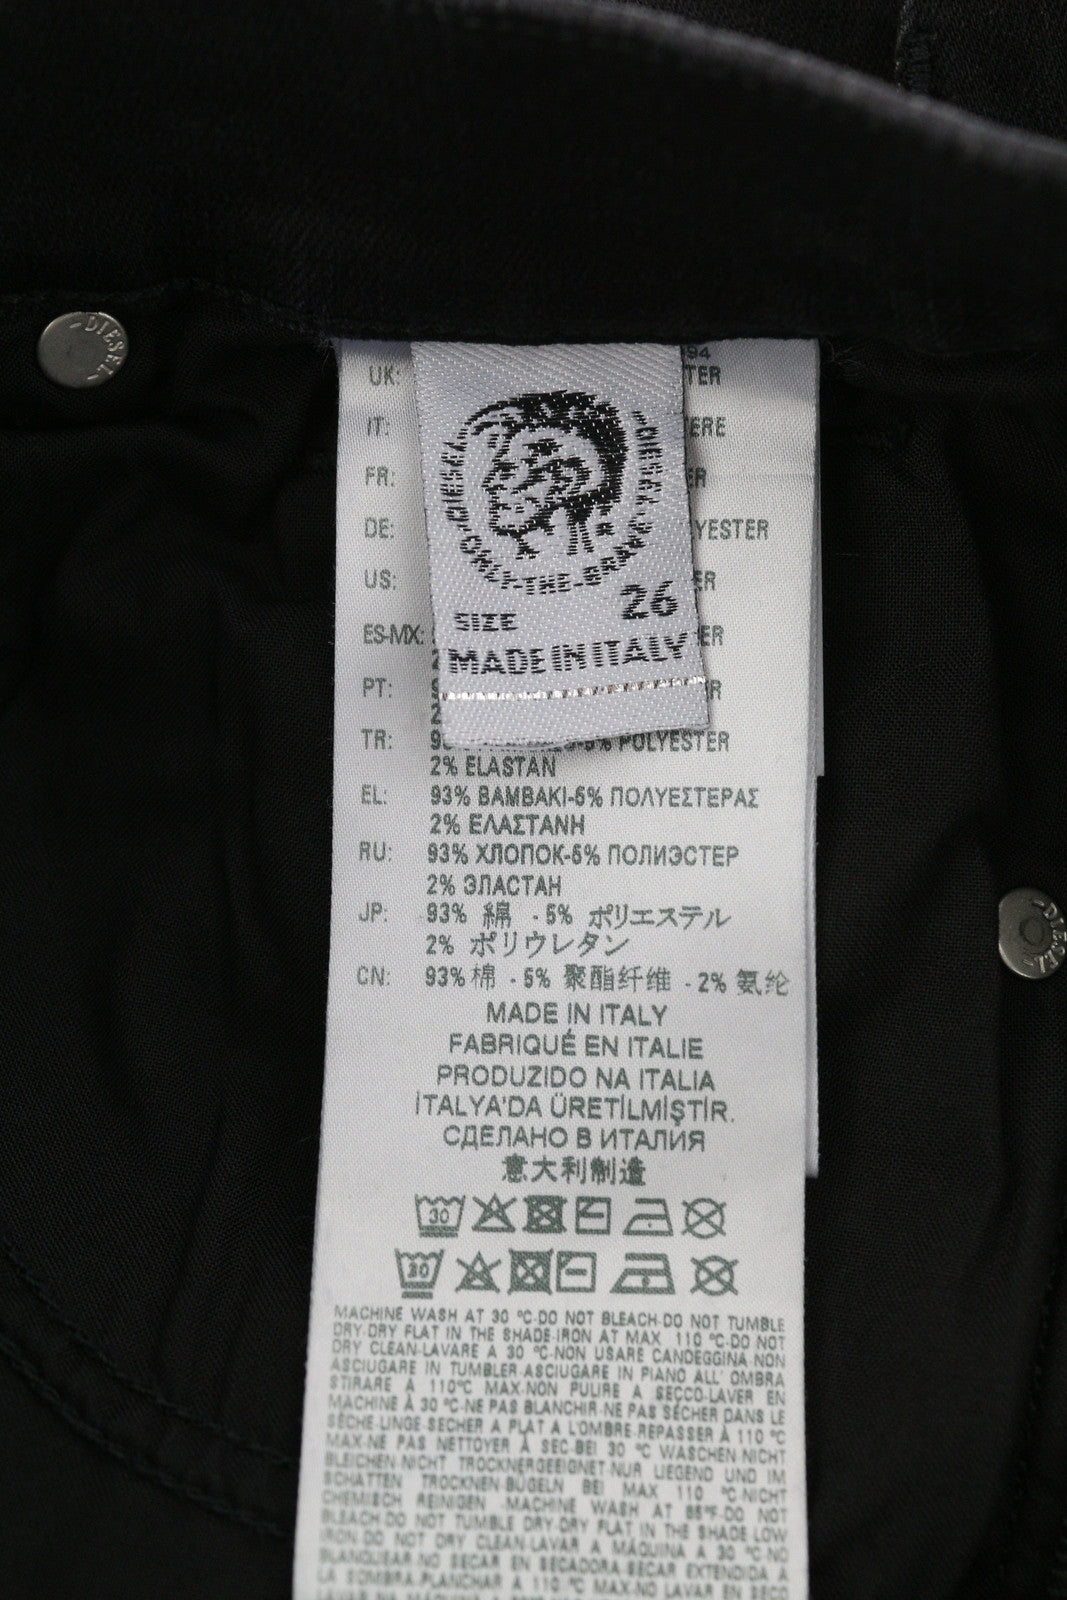 DIESEL
94
UK: TER
IT: ERE
FR: ER
DE: YESTER
US: ER
ES-MX: ER
PT: R
DIESEL
DIESEL
ONLY-THE-BRAVE
SIZE 26
MADE IN ITALY
TR: 5% POLYESTER
2% ELASTAN
EL: 93% ΒΑΜΒΑΚΙ-5% ΠΟΛΥΕΣΤΕΡΑΣ
2% ΕΛΑΣΤΑΝΗ
RU: 93% ХЛОПОК-5% ПОЛИЭСТЕР
2% ЭЛАСТАН
JP: 93% 綿 - 5% ポリエステル
2% ポリウレタン
CN: 93% 棉 - 5% 聚酯纤维 - 2% 氨纶
DIESEL
MADE IN ITALY
FABRIQUÉ EN ITALIE
PRODUZIDO NA ITALIA
İTALYA'DA ÜRETİLMİŞTİR.
СДЕЛАНО В ИТАЛИЯ
意大利制造
30
30
MACHINE WASH AT 30 °C-DO NOT BLEACH-DO NOT TUMBLE
DRY-DRY FLAT IN THE SHADE-IRON AT MAX 110 °C-DO NOT
DRY CLEAN-LAVARE A 30 °C-NON USARE CANDEGGINA-NON
ASCIUGARE IN TUMBLER-ASCIUGARE IN PIANO ALL' OMBRA
STIRARE A 110°C MAX-NON PULIRE A SECCO-LAVER EN
MACHINE À 30 °C-NE PAS BLANCHIR-NE PAS SÉCHER DANS LE
SÈCHE-LINGE-SECHER A PLAT A L'OMBRE-REPASSER À 110 °C
MAX-NE PAS NETTOYER À SEC-BEI 30 °C WASCHEN-NICHT
BLEICHEN-NICHT TROCKNERGEEIGNET-NUR LIEGEND UND IM
SCHATTEN TROCKNEN-BÜGELN BEI MAX 110 °C-NICHT
CHEMISCH REINIGEN -MACHINE WASH AT 85°F-DO NOT
BLEACH-DO NOT TUMBLE DRY-DRY FLAT IN THE SHADE LOW
IRON-DO NOT DRY CLEAN-LAVAR A MÁQUINA A 30 °C-NO
BLANQUEAR-NO SECAR EN SECADORA-SECAR EXTENDIDA A
LA SOMBRA-PLANCHAR A 110 °C MAX-NO LAVAR EN SECO